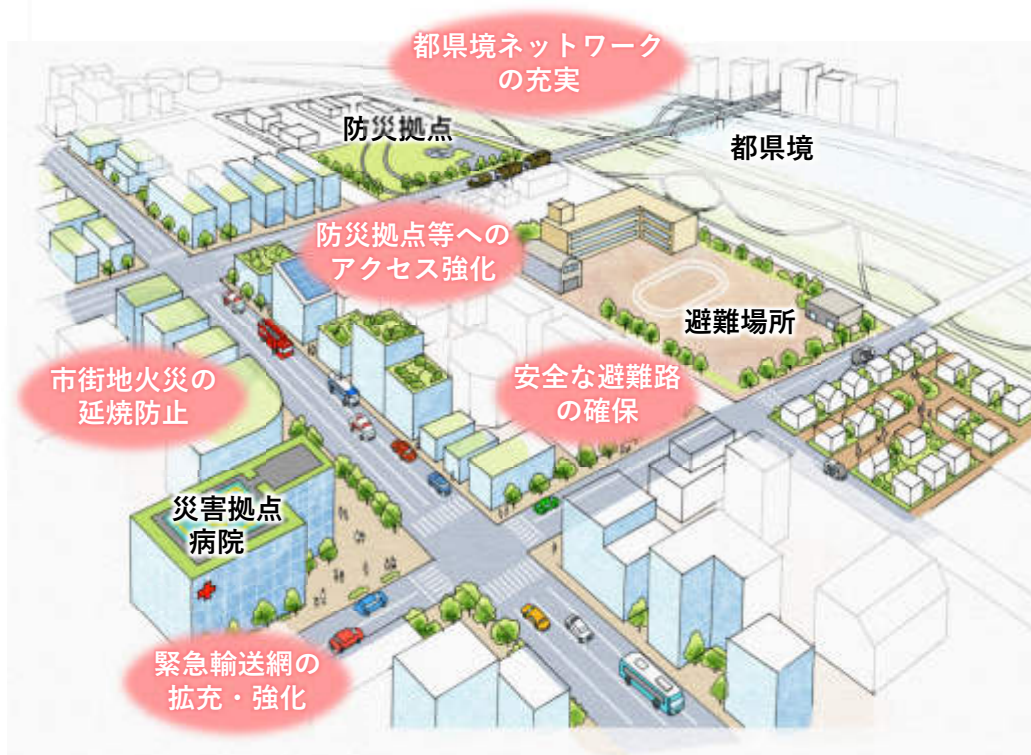 都県境ネットワーク
の充実
防災拠点
都県境
防災拠点等への
アクセス強化
避難場所
市街地火災の
延焼防止
安全な避難路
の確保
災害拠点
病院
緊急輸送網の
拡充・強化